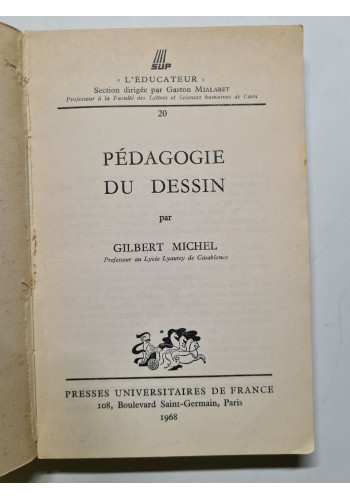 SUP
« L'ÉDUCATEUR »
Section dirigée par Gaston MIALARET
Professeur à la Faculté des Lettres et Sciences humaines de Caen
20
PÉDAGOGIE
DU DESSIN
par
GILBERT MICHEL
Professeur au Lycée Lyautey de Casablanca
PRESSES UNIVERSITAIRES DE FRANCE
108, Boulevard Saint-Germain, Paris
1968